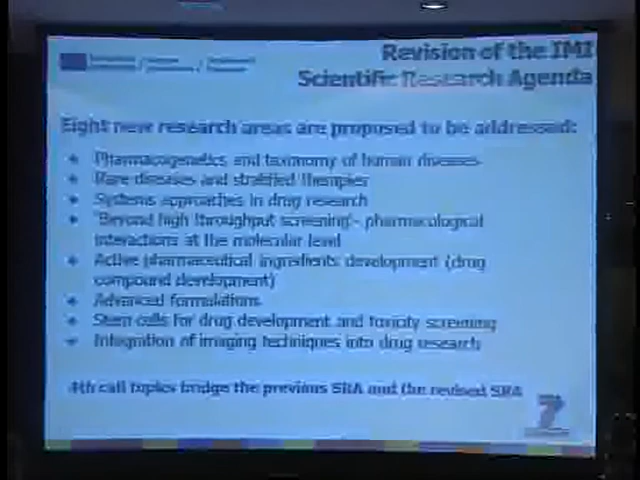 Revision of the IMI
Scientific Research Agenda
Eight new research areas are proposed to be addressed:
Pharmacogenetics and taxonomy of human diseases
Rare diseases and stratified therapies
Systems approaches in drug research
'Beyond high throughput screening'- pharmacological
interactions at the molecular level
Active pharmaceutical ingredients development (drug
compound development)
Advanced formulations
Stem cells for drug development and toxicity screening
Integration of imaging techniques into drug research
4th call topics bridge the previous SRA and the revised SRA
7